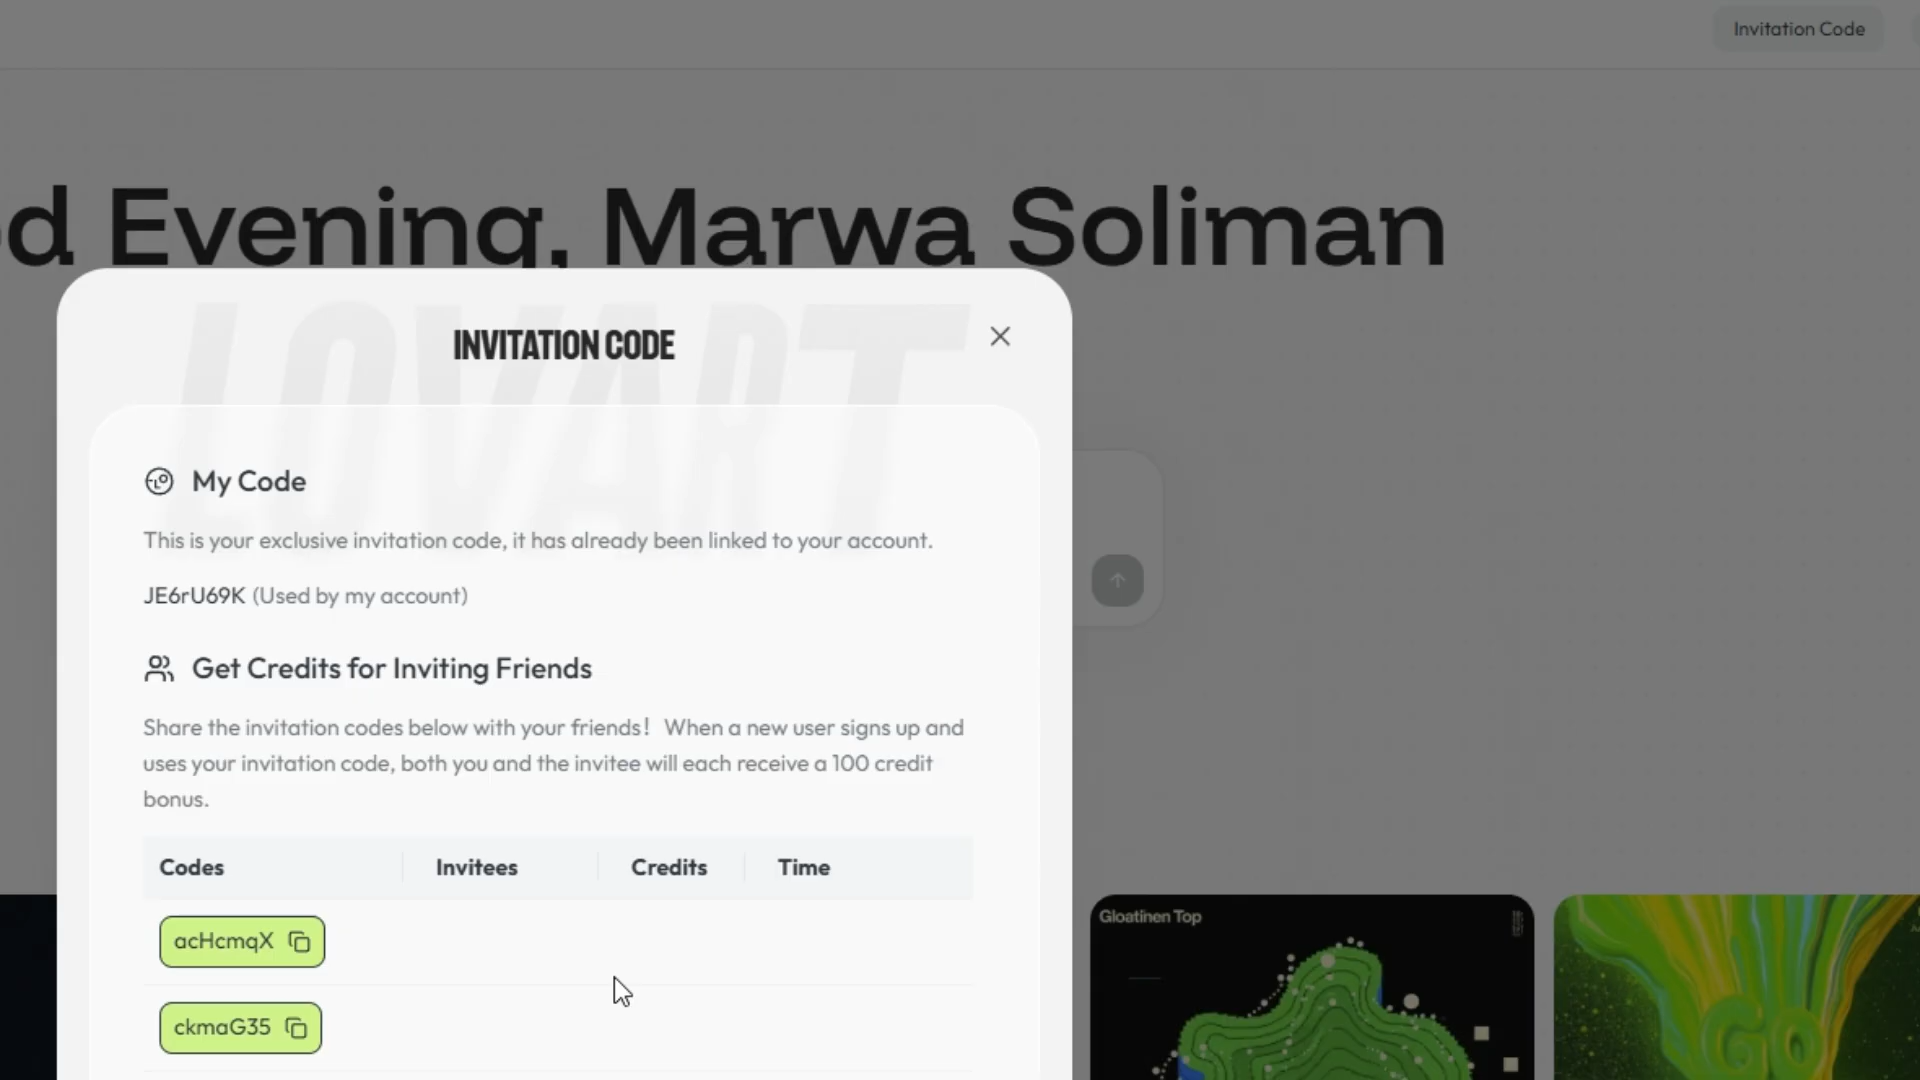 Invitation Code
d Evening, Marwa Soliman
LOVART
INVITATION CODE
My Code
This is your exclusive invitation code, it has already been linked to your account.
JE6rU69K (Used by my account)
Get Credits for Inviting Friends
Share the invitation codes below with your friends! When a new user signs up and
uses your invitation code, both you and the invitee will each receive a 100 credit
bonus.
Codes Invitees Credits Time
acHcmqX
ckmaG35
Gloatinen Top
GO